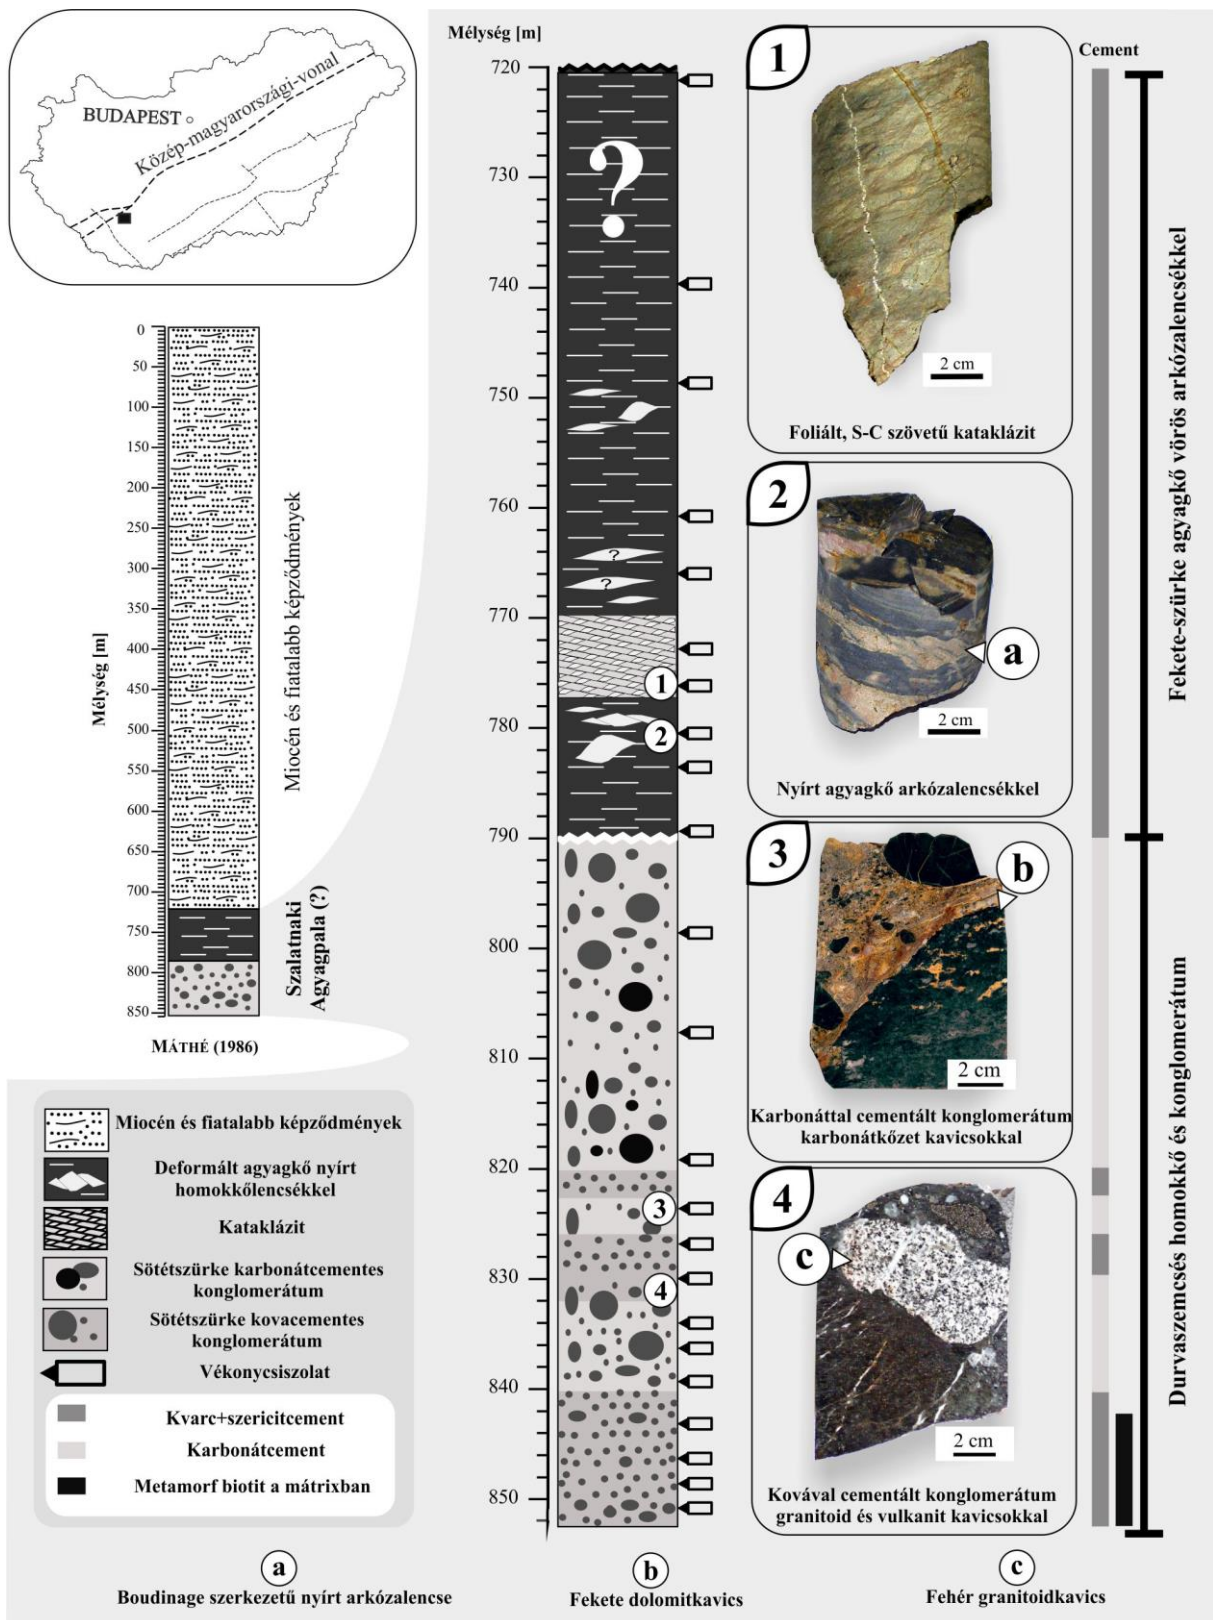 BUDAPEST
Közép-magyarországi-vonal
Mélység [m]
0
50
100
150
200
250
300
350
400
450
500
550
600
650
700
750
800
850
Miocén és fiatalabb képződmények
Szalatnaki
Agyagpala (?)
MÁTHÉ (1986)
Miocén és fiatalabb képződmények
Deformált agyagkő nyírt
homokkőlencsékkel
Kataklázit
Sötétszürke karbonátcementes
konglomerátum
Sötétszürke kovacementes
konglomerátum
Vékonycsiszolat
Kvarc+szericitcement
Karbonátcement
Metamorf biotit a mátrixban
Mélység [m]
720
730
740
750
760
770
780
790
800
810
820
830
840
850
?
?
?
1
2
3
4
1
2 cm
Foliált, S-C szövetű kataklázit
2
a
2 cm
Nyírt agyagkő arkózalencsékkel
3
b
2 cm
Karbonáttal cementált konglomerátum
karbonátkőzet kavicsokkal
4
c
2 cm
Kovával cementált konglomerátum
granitoid és vulkanit kavicsokkal
Cement
Fekete-szürke agyagkő vörös arkózalencsékkel
Durvaszemcsés homokkő és konglomerátum
a
Boudinage szerkezetű nyírt arkózalencse
b
Fekete dolomitkavics
c
Fehér granitoidkavics